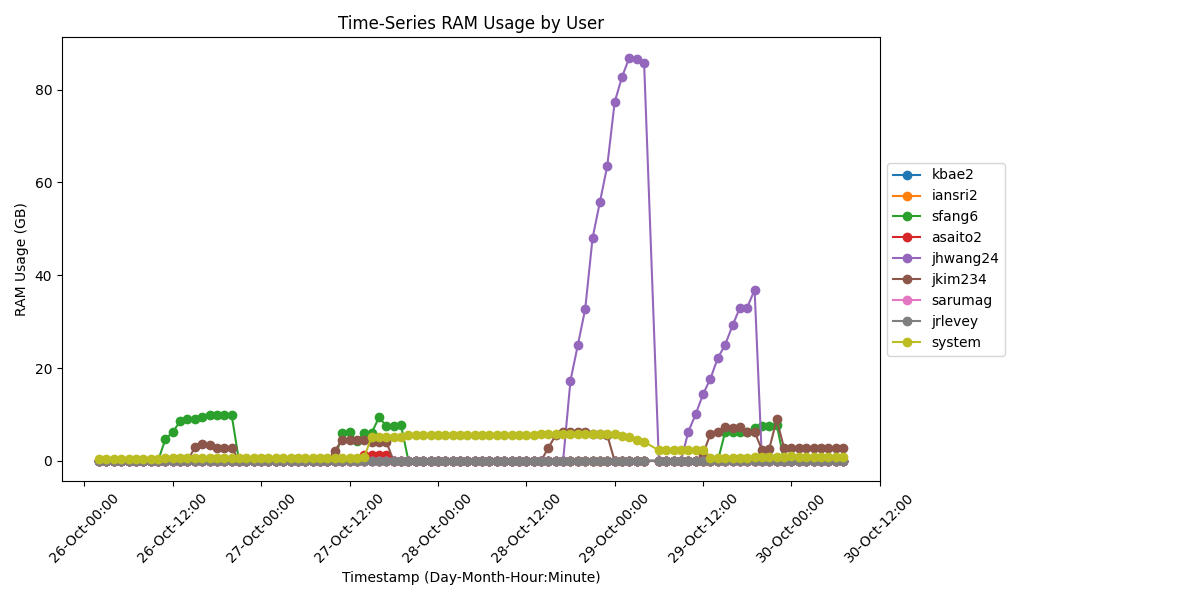 Time-Series RAM Usage by User
RAM Usage (GB)
80
60
40
20
0
26-Oct-00:00
26-Oct-12:00
27-Oct-00:00
27-Oct-12:00
28-Oct-00:00
28-Oct-12:00
29-Oct-00:00
29-Oct-12:00
30-Oct-00:00
30-Oct-12:00
Timestamp (Day-Month-Hour:Minute)
kbae2
iansri2
sfang6
asaito2
jhwang24
jkim234
sarumag
jrlevey
system